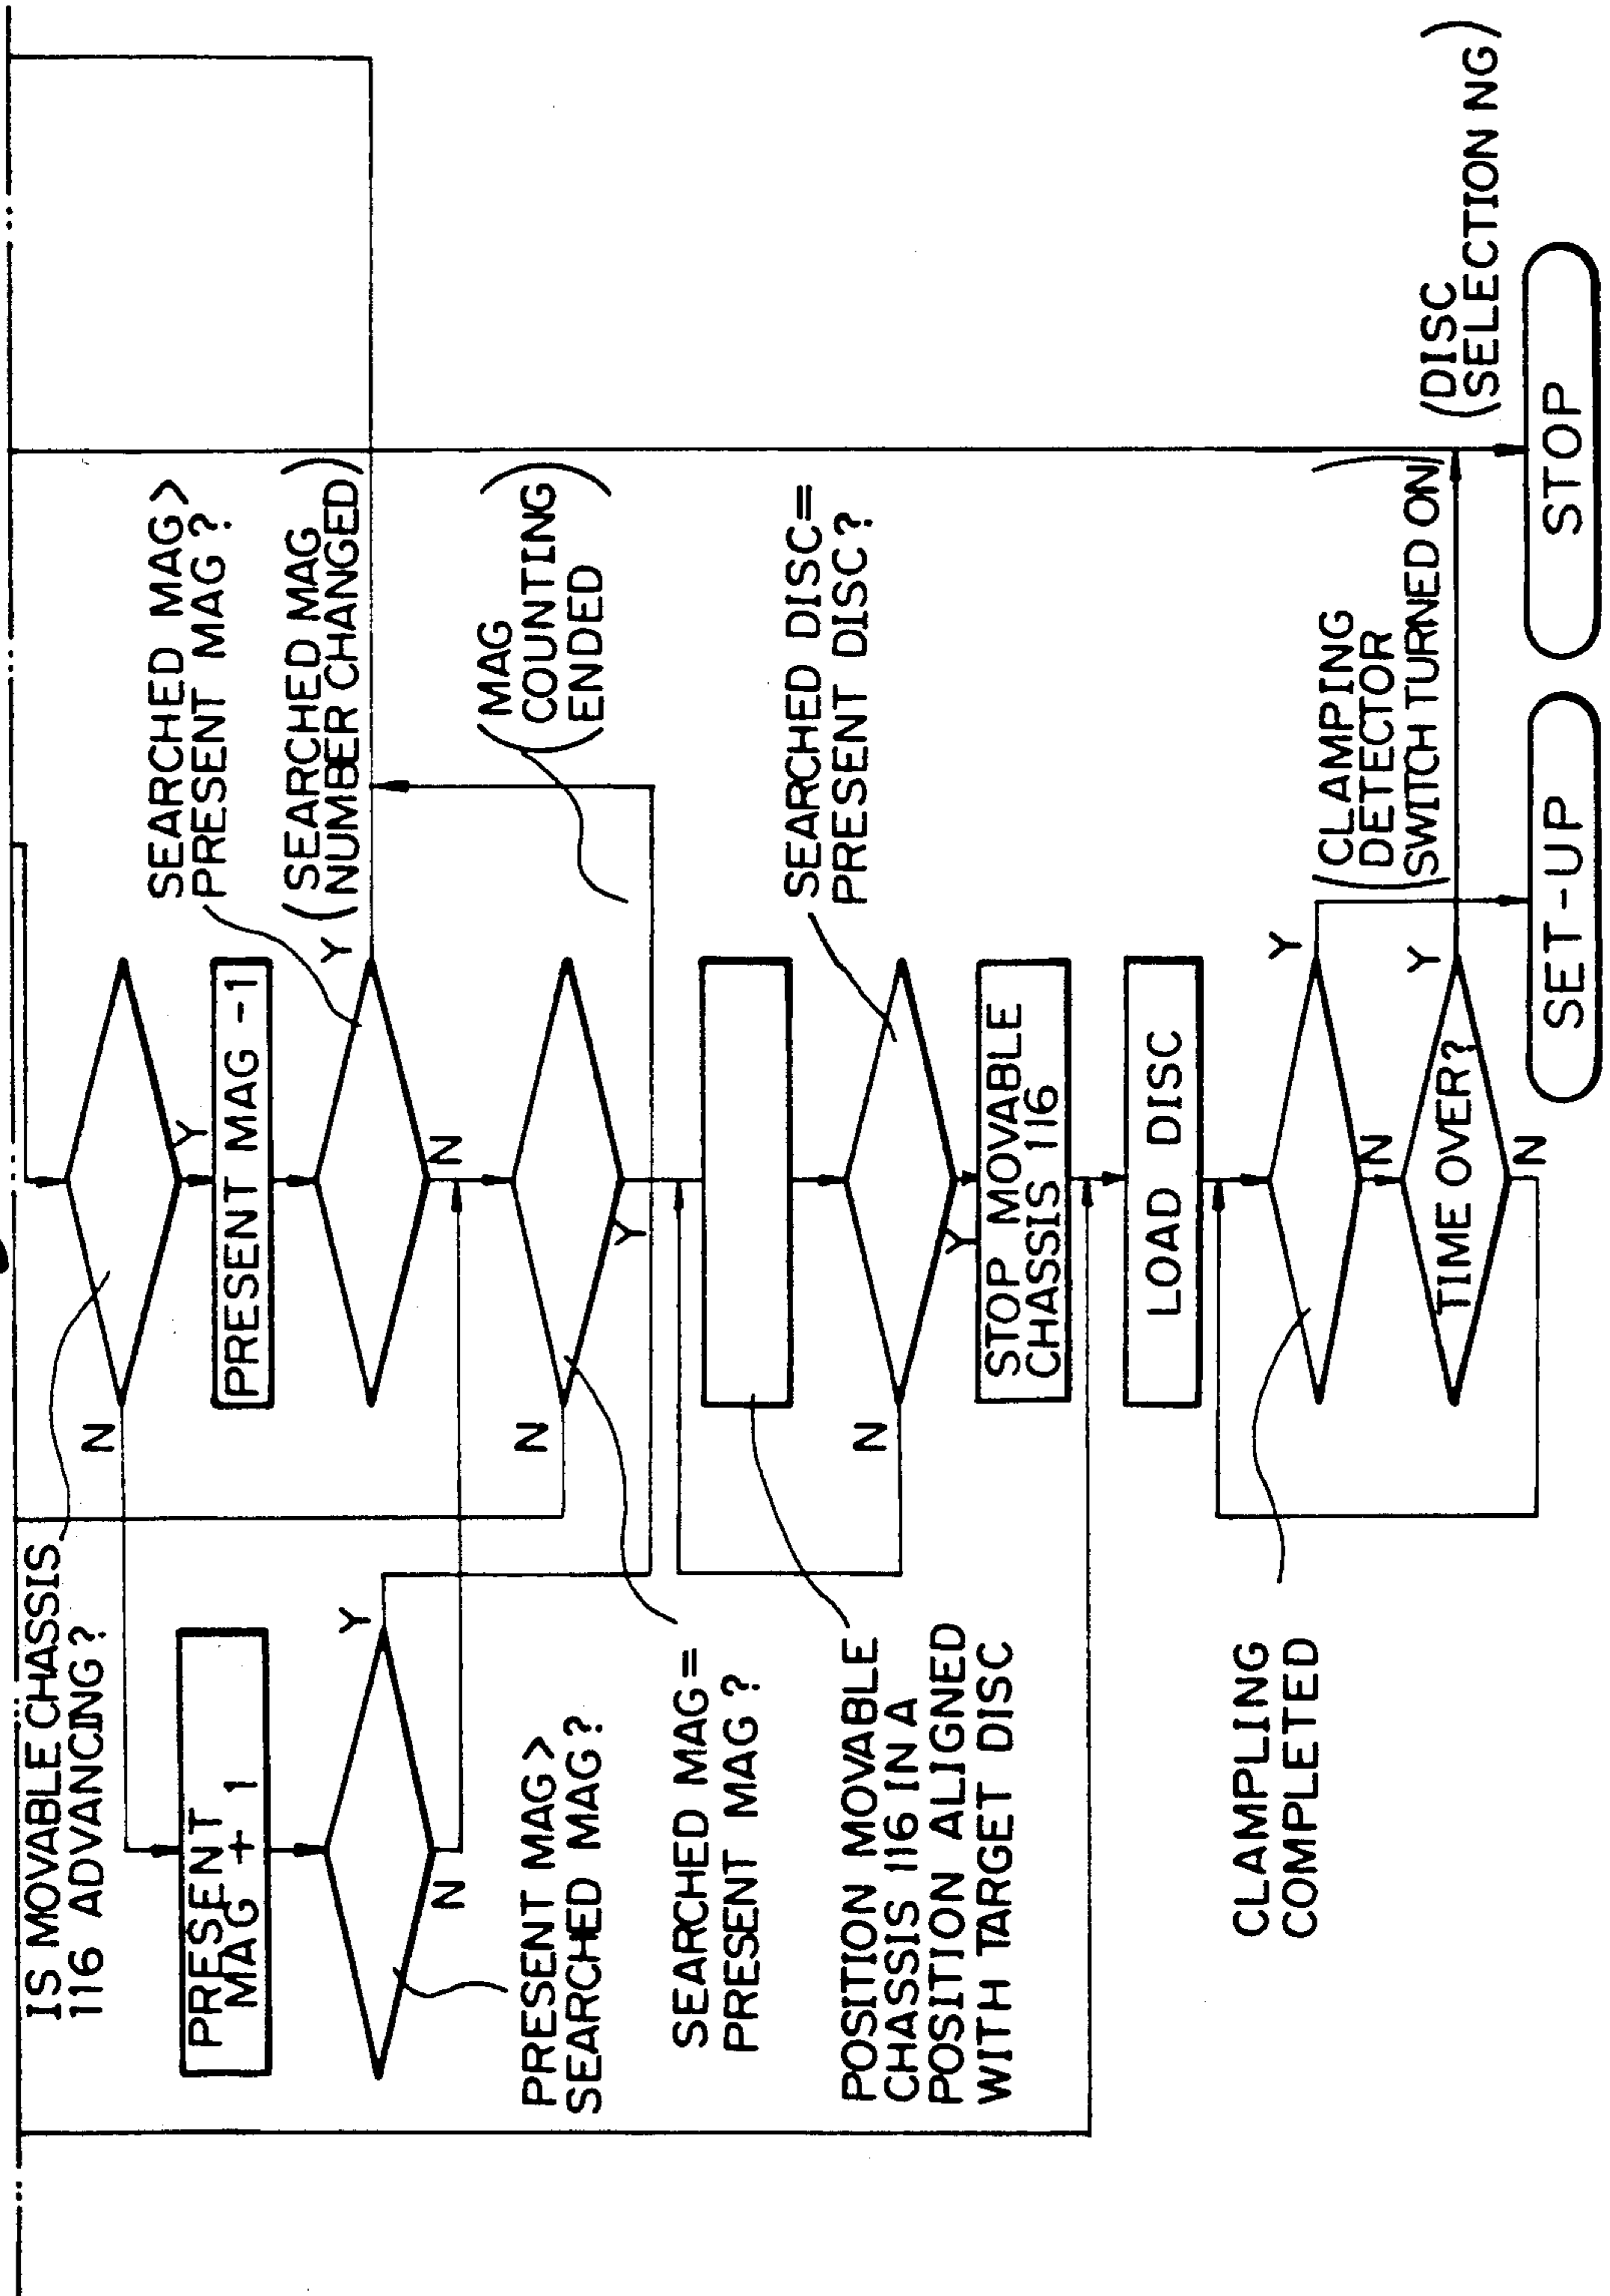 IS MOVABLE CHASSIS
116 ADVANCING?
N
Y
PRESENT MAG -1
SEARCHED MAG>
PRESENT MAG?
PRESENT
MAG + 1
Y
(SEARCHED MAG
NUMBER CHANGED)
N
Y
N
PRESENT MAG>
SEARCHED MAG?
N
Y
(MAG
COUNTING
ENDED)
SEARCHED MAG=
PRESENT MAG?
SEARCHED DISC=
PRESENT DISC?
POSITION MOVABLE
CHASSIS 116 IN A
POSITION ALIGNED
WITH TARGET DISC
N
Y
STOP MOVABLE
CHASSIS 116
LOAD DISC
CLAMPLING
COMPLETED
Y
N
(CLAMPING
DETECTOR
SWITCH TURNED ON)
TIME OVER?
Y
N
(DISC
SELECTION NG)
SET-UP
STOP